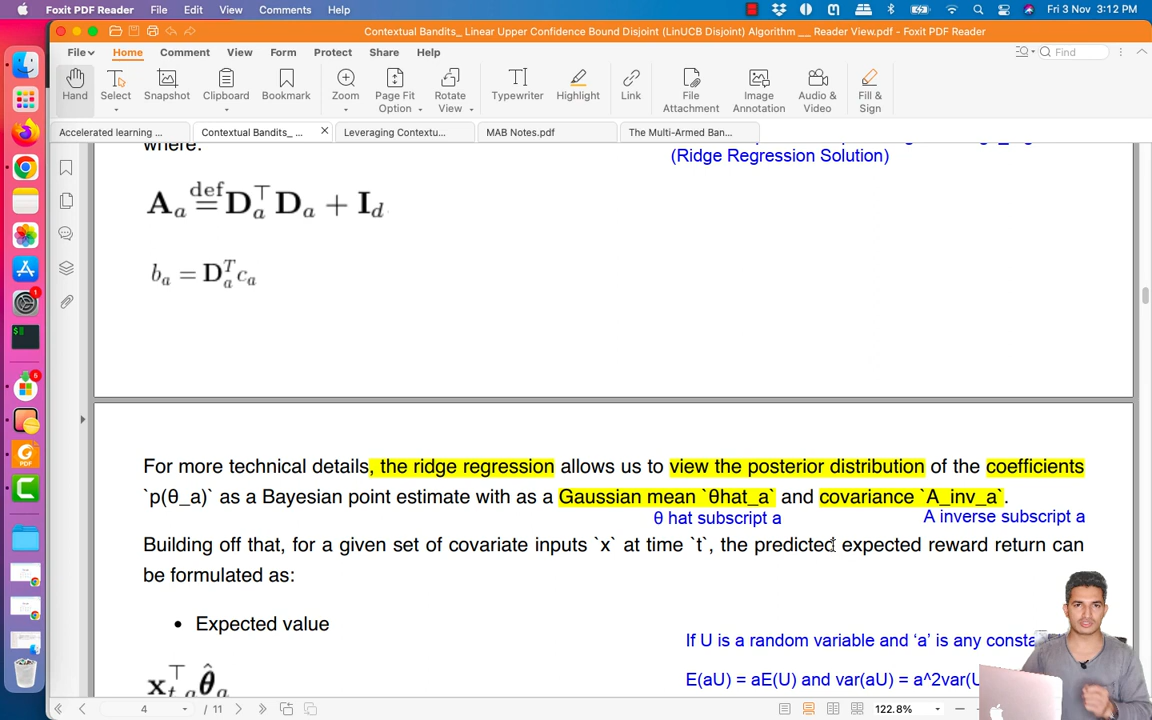 Foxit PDF Reader File Edit View Comments Help Fri 3 Nov 3:12 PM
Contextual Bandits_ Linear Upper Confidence Bound Disjoint (LinUCB Disjoint) Algorithm __ Reader View.pdf - Foxit PDF Reader
File Home Comment View Form Protect Share Help Find
Hand Select Snapshot Clipboard Bookmark Zoom Page Fit Option Rotate View Typewriter Highlight Link File Attachment Image Annotation Audio & Video Fill & Sign
Accelerated learning ... Contextual Bandits_ ... Leveraging Contextu... MAB Notes.pdf The Multi-Armed Ban...
where:
(Ridge Regression Solution)
A_a def= D_a^⊤ D_a + I_d
b_a = D_a^T c_a
For more technical details, the ridge regression allows us to view the posterior distribution of the coefficients
`p(θ_a)` as a Bayesian point estimate with as a Gaussian mean `θhat_a` and covariance `A_inv_a`.
θ hat subscript a A inverse subscript a
Building off that, for a given set of covariate inputs `x` at time `t`, the predicted expected reward return can
be formulated as:
• Expected value
If U is a random variable and ‘a’ is any consta
x_{t,a}^⊤ θ̂_a
E(aU) = aE(U) and var(aU) = a^2var(U
4 / 11 122.8%